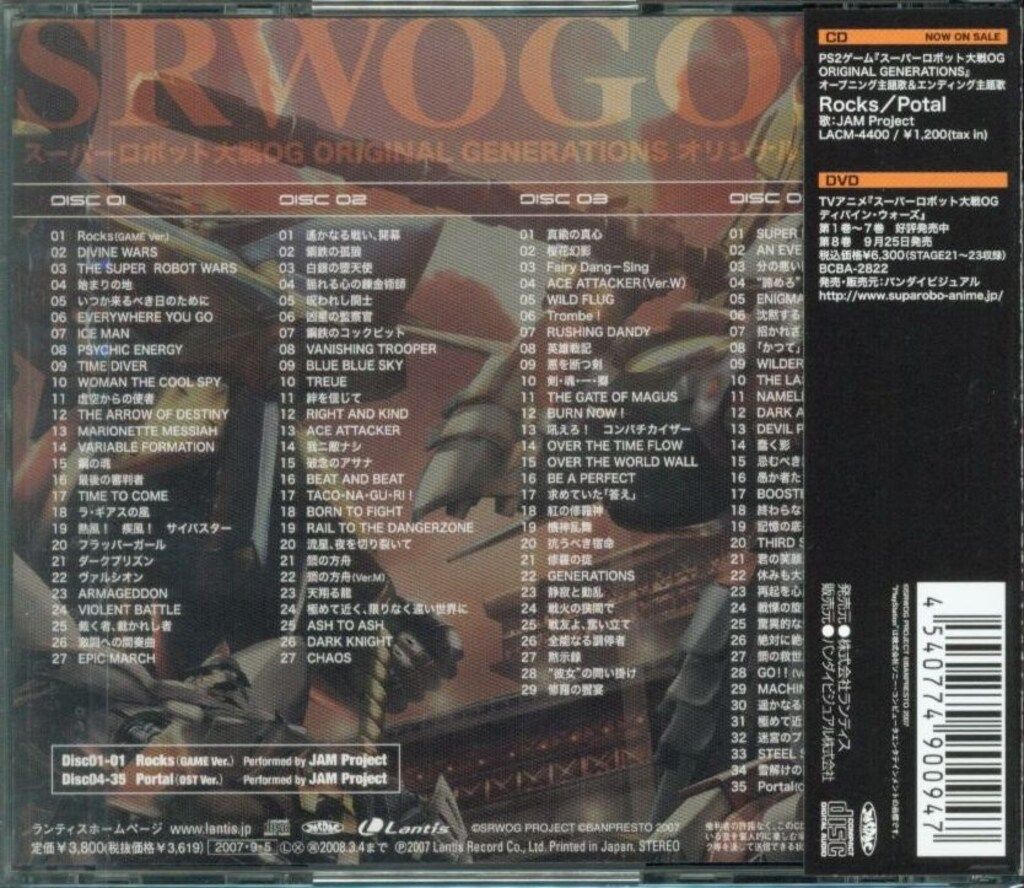 SRWOGO
スーパーロボット大戦OG ORIGINAL GENERATIONS オリジナル
DISC 01
01 Rocks(GAME Ver.)
02 DIVINE WARS
03 THE SUPER ROBOT WARS
04 始まりの地
05 いつか来るべき日のために
06 EVERYWHERE YOU GO
07 ICE MAN
08 PSYCHIC ENERGY
09 TIME DIVER
10 WOMAN THE COOL SPY
11 虚空からの使者
12 THE ARROW OF DESTINY
13 MARIONETTE MESSIAH
14 VARIABLE FORMATION
15 鋼の魂
16 最後の審判者
17 TIME TO COME
18 ラ・ギアスの風
19 熱風！ 疾風！ サイバスター
20 フラッパーガール
21 ダークプリズン
22 ヴァルシオン
23 ARMAGEDDON
24 VIOLENT BATTLE
25 裁く者、裁かれし者
26 激闘への間奏曲
27 EPIC MARCH
DISC 02
01 遥かなる戦い、開幕
02 鋼鉄の孤狼
03 白銀の堕天使
04 揺れる心の錬金術師
05 呪われし闘士
06 凶星の監察官
07 鋼鉄のコックピット
08 VANISHING TROOPER
09 BLUE BLUE SKY
10 TREUE
11 絆を信じて
12 RIGHT AND KIND
13 ACE ATTACKER
14 我ニ敵ナシ
15 破念のアサナ
16 BEAT AND BEAT
17 TACO-NA-GU-RI！
18 BORN TO FIGHT
19 RAIL TO THE DANGERZONE
20 流星、夜を切り裂いて
21 闇の方舟
22 闇の方舟(Ver.M)
23 天翔る龍
24 極めて近く、限りなく遠い世界に
25 ASH TO ASH
26 DARK KNIGHT
27 CHAOS
DISC 03
01 真紅の真心
02 桜花幻影
03 Fairy Dang-Sing
04 ACE ATTACKER(Ver.W)
05 WILD FLUG
06 Trombe！
07 RUSHING DANDY
08 英雄戦記
09 悪を断つ剣
10 剣・魂・一・擲
11 THE GATE OF MAGUS
12 BURN NOW！
13 吼えろ！ コンパチカイザー
14 OVER THE TIME FLOW
15 OVER THE WORLD WALL
16 BE A PERFECT
17 求めていた「答え」
18 紅の修羅神
19 機神乱舞
20 抗うべき宿命
21 修羅の掟
22 GENERATIONS
23 静寂と動乱
24 戦火の狭間で
25 戦友よ、奮い立て
26 全能なる調停者
27 黙示録
28 “彼女”の問い掛け
29 修羅の饗宴
DISC 0
01 SUPER
02 AN EVE
03 分の悪い
04 “諦めろ”
05 ENIGMA
06 沈黙する
07 招かれざ
08 「かつて」
09 WILDER
10 THE LA
11 NAMEL
12 DARK A
13 DEVIL P
14 蠢く影
15 忌むべき
16 愚か者た
17 BOOSTI
18 終わらな
19 記憶の底
20 THIRD S
21 君の笑顔
22 休みも大
23 再起を心
24 戦慄の旋
25 驚異的な
26 絶対に絶
27 闇の救世
28 GO!!
29 MACHIN
30 遥かなる
31 極めて近
32 迷宮のプ
33 STEEL
34 雪解けの
35 Portal(O
Disc01-01 Rocks(GAME Ver.) Performed by JAM Project
Disc04-35 Portal(OST Ver.) Performed by JAM Project
ランティスホームページ www.lantis.jp Lantis ©SRWOG PROJECT ©BANPRESTO 2007
定価￥3,800(税抜価格￥3,619) 2007・9・5 Ⓛ Ⓧ 2008.3.4まで Ⓟ2007 Lantis Record Co., Ltd. Printed in Japan. STEREO
CD NOW ON SALE
PS2ゲーム『スーパーロボット大戦OG
ORIGINAL GENERATIONS』
オープニング主題歌＆エンディング主題歌
Rocks／Potal
歌：JAM Project
LACM-4400 / ￥1,200(tax in)
DVD
TVアニメ『スーパーロボット大戦OG
ディバイン・ウォーズ』
第1巻～7巻 好評発売中
第8巻 9月25日発売
税込価格￥6,300(STAGE21～23収録)
BCBA-2822
発売・販売元：バンダイビジュアル
http://www.suparobo-anime.jp/
発売元●株式会社ランティス
販売元●バンダイビジュアル株式会社
©SRWOG PROJECT ©BANPRESTO 2007
4 540774 900947
COMPACT disc DIGITAL AUDIO